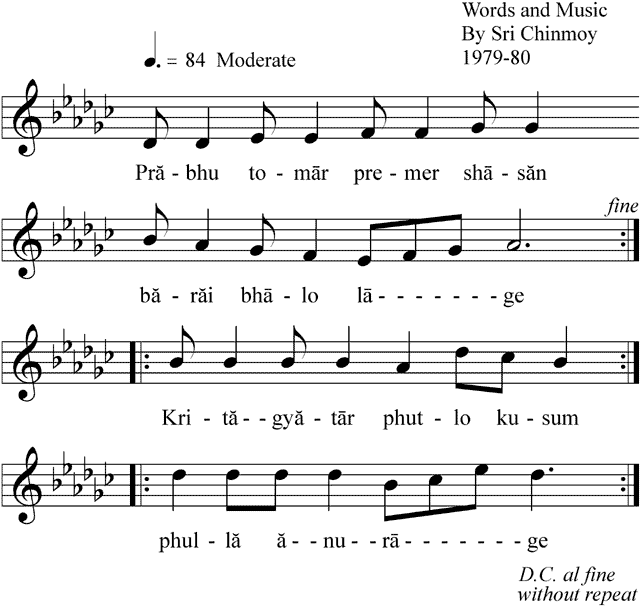 Words and Music
By Sri Chinmoy
1979-80
= 84 Moderate
Pră - bhu to - mār pre - mer shā - săn
fine
bă - răi bhā - lo lā - - - - - - - ge
Kri - tă - - gyă - tār phut - lo ku - sum
phul - lă ă - - nu - rā - - - - - - - ge
D.C. al fine
without repeat